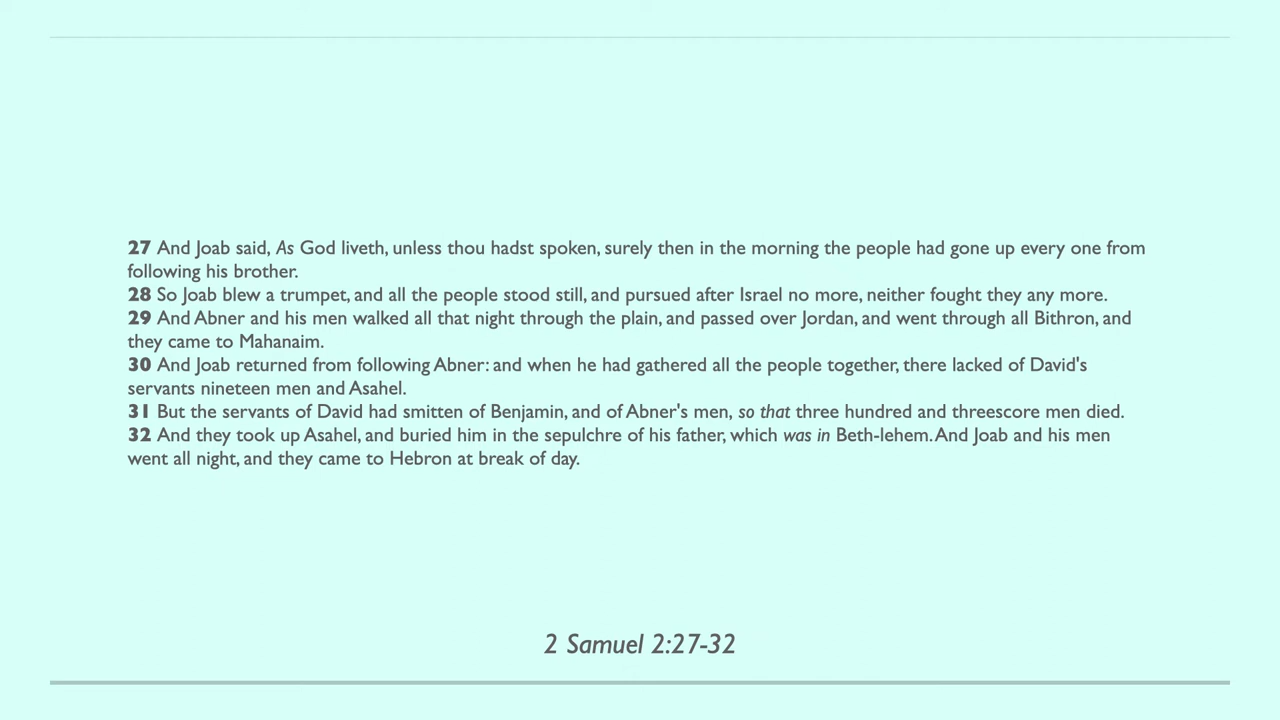 27 And Joab said, As God liveth, unless thou hadst spoken, surely then in the morning the people had gone up every one from
following his brother.
28 So Joab blew a trumpet, and all the people stood still, and pursued after Israel no more, neither fought they any more.
29 And Abner and his men walked all that night through the plain, and passed over Jordan, and went through all Bithron, and
they came to Mahanaim.
30 And Joab returned from following Abner: and when he had gathered all the people together, there lacked of David's
servants nineteen men and Asahel.
31 But the servants of David had smitten of Benjamin, and of Abner's men, so that three hundred and threescore men died.
32 And they took up Asahel, and buried him in the sepulchre of his father, which was in Beth-lehem. And Joab and his men
went all night, and they came to Hebron at break of day.
2 Samuel 2:27-32